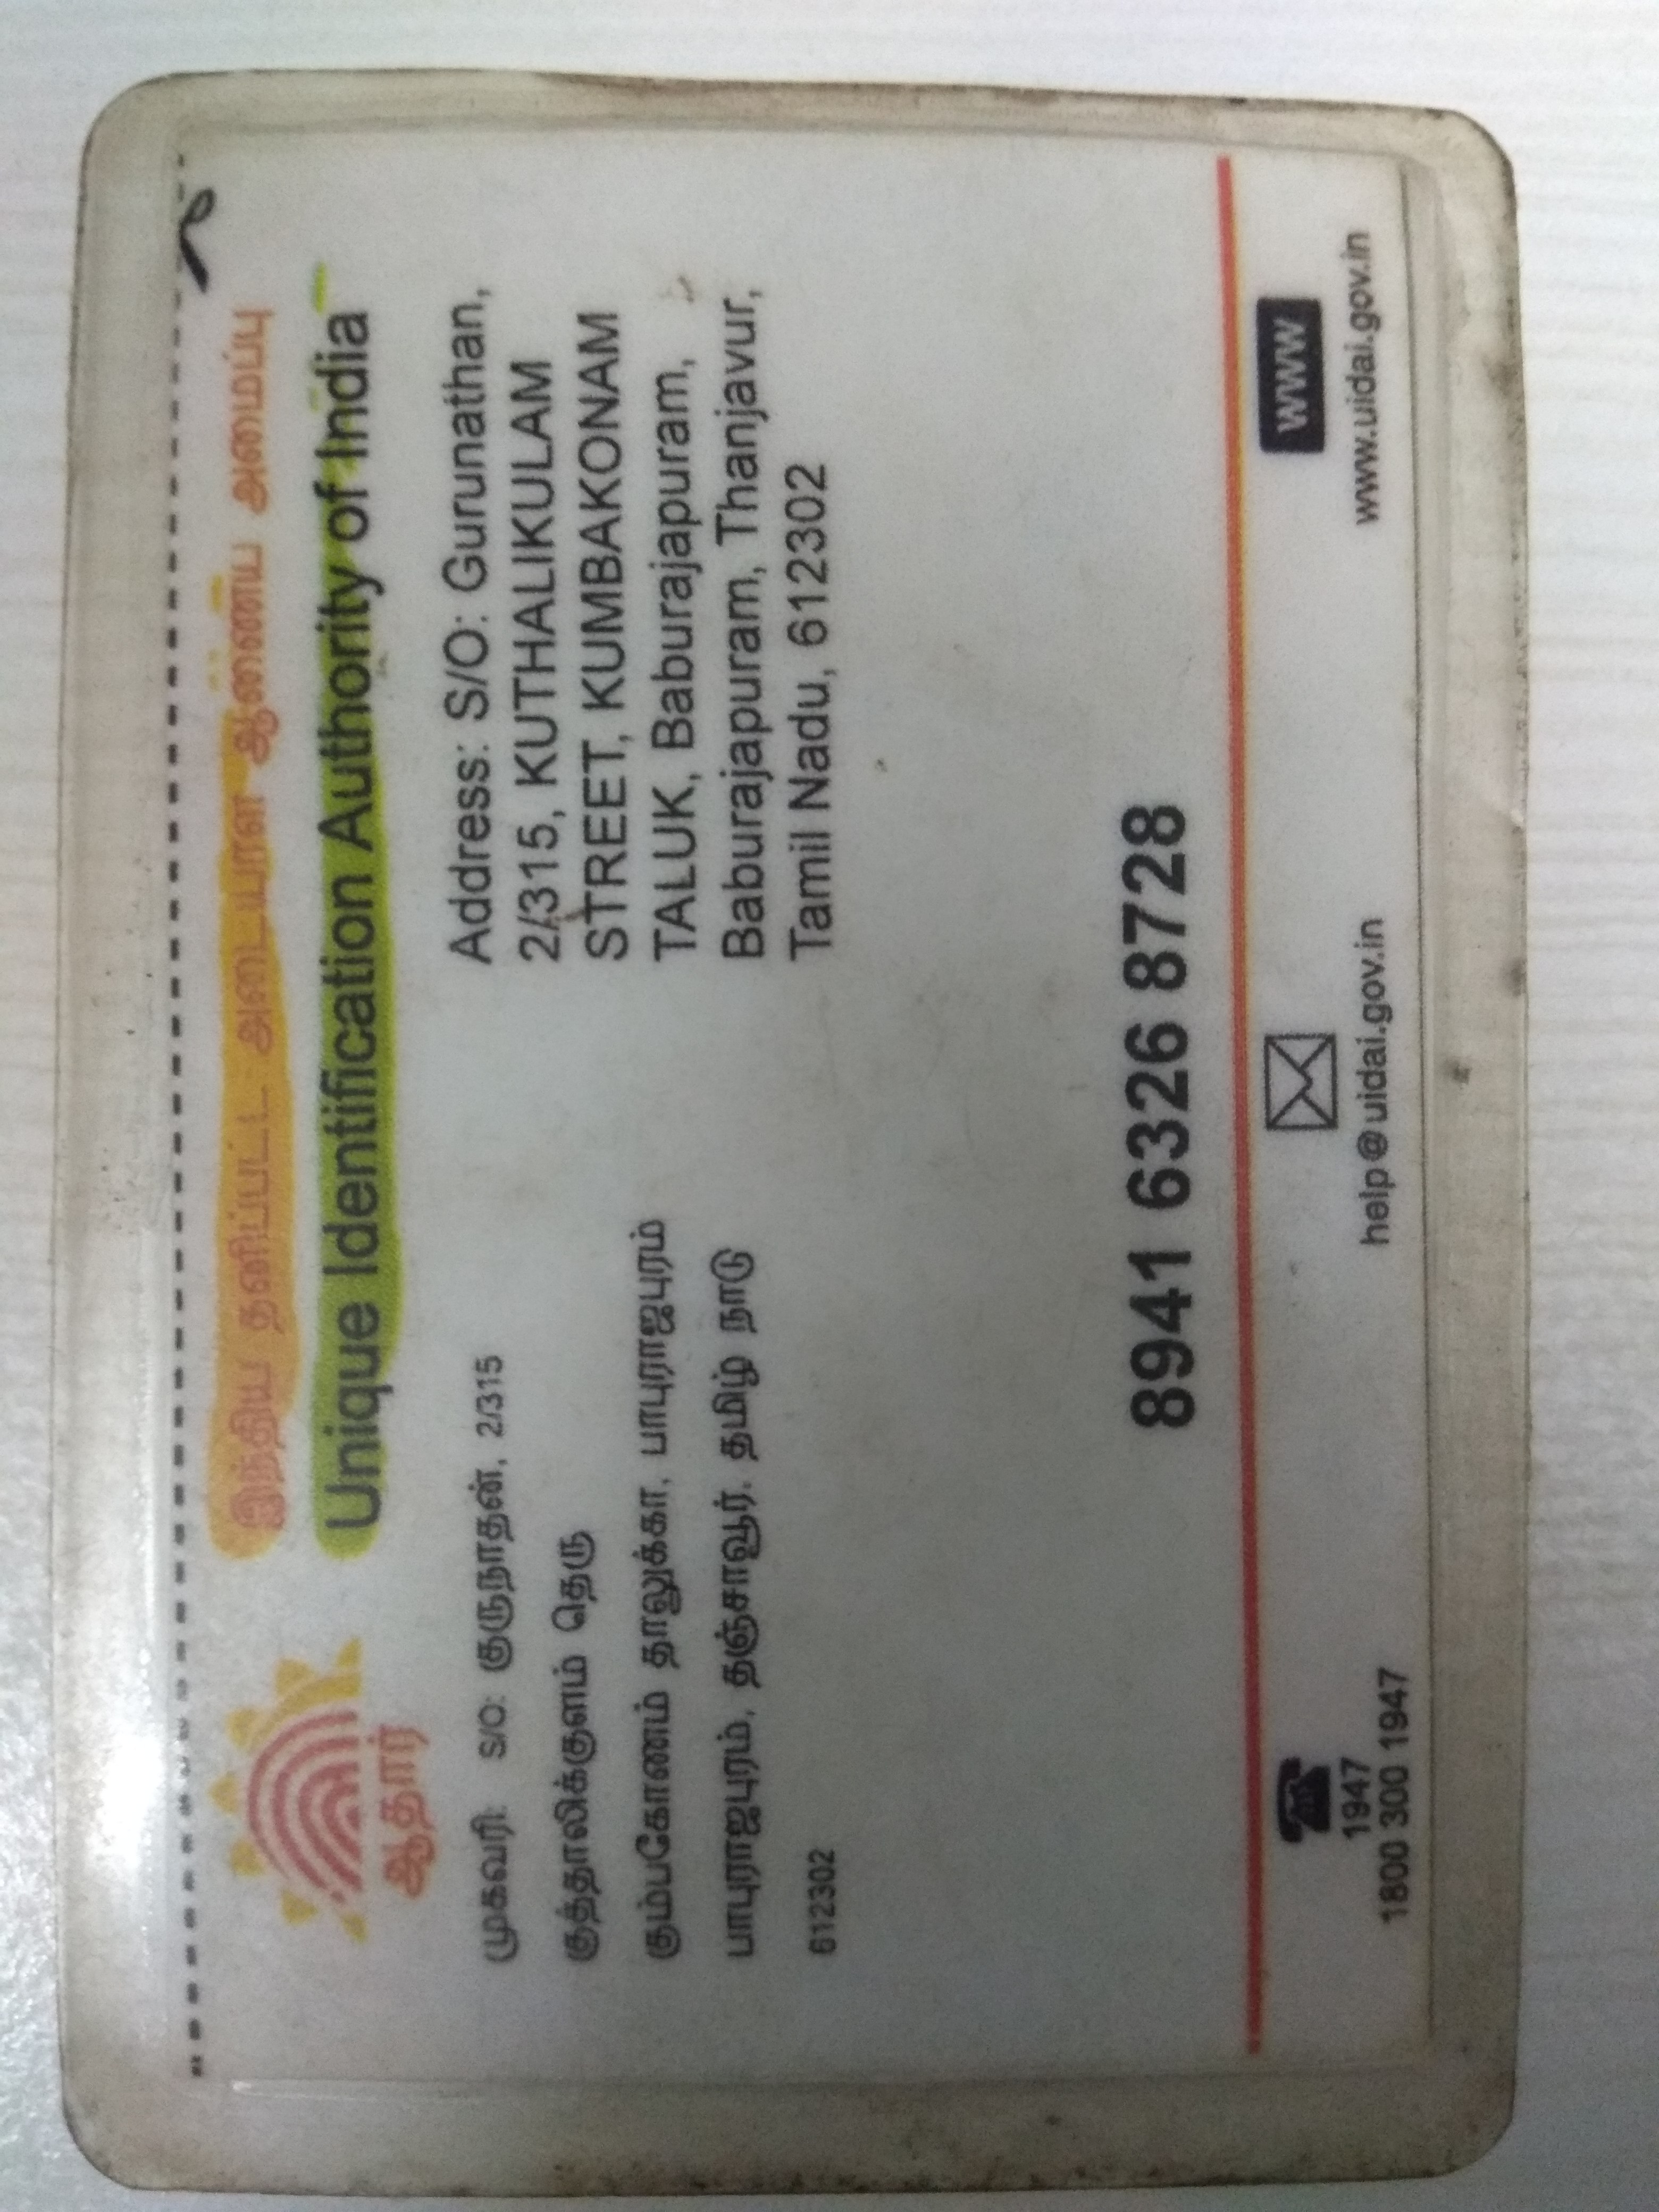 இந்திய தனிப்பட்ட அடையாள ஆணைய அமைப்பு
Unique Identification Authority of India
ஆதார்
முகவரி: S/O: குருநாதன், 2/315
குத்தாலிக்குளம் தெரு
கும்பகோணம் தாலுக்கா, பாபுராஜபுரம்
பாபுராஜபுரம், தஞ்சாவூர். தமிழ் நாடு
612302
Address: S/O: Gurunathan,
2/315, KUTHALIKULAM
STREET, KUMBAKONAM
TALUK, Baburajapuram,
Baburajapuram, Thanjavur,
Tamil Nadu, 612302
8941 6326 8728
1947
1800 300 1947
help@uidai.gov.in
WWW
www.uidai.gov.in